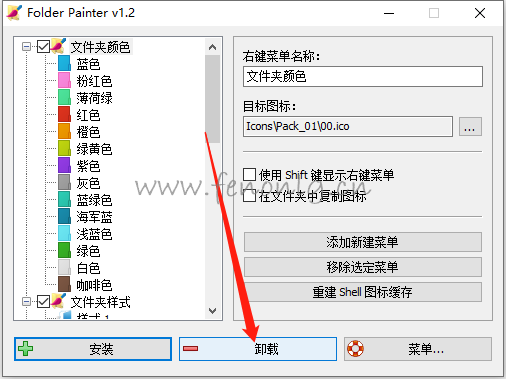 Folder Painter v1.2
文件夹颜色
蓝色
粉红色
薄荷绿
红色
橙色
绿黄色
紫色
灰色
蓝绿色
海军蓝
浅蓝色
绿色
白色
咖啡色
文件夹样式
样式 1
右键菜单名称：
文件夹颜色
目标图标：
Icons\Pack_01\00.ico
...
使用 Shift 键显示右键菜单
在文件夹中复制图标
www.fenonlg.cn
添加新建菜单
移除选定菜单
重建 Shell 图标缓存
安装
卸载
菜单...